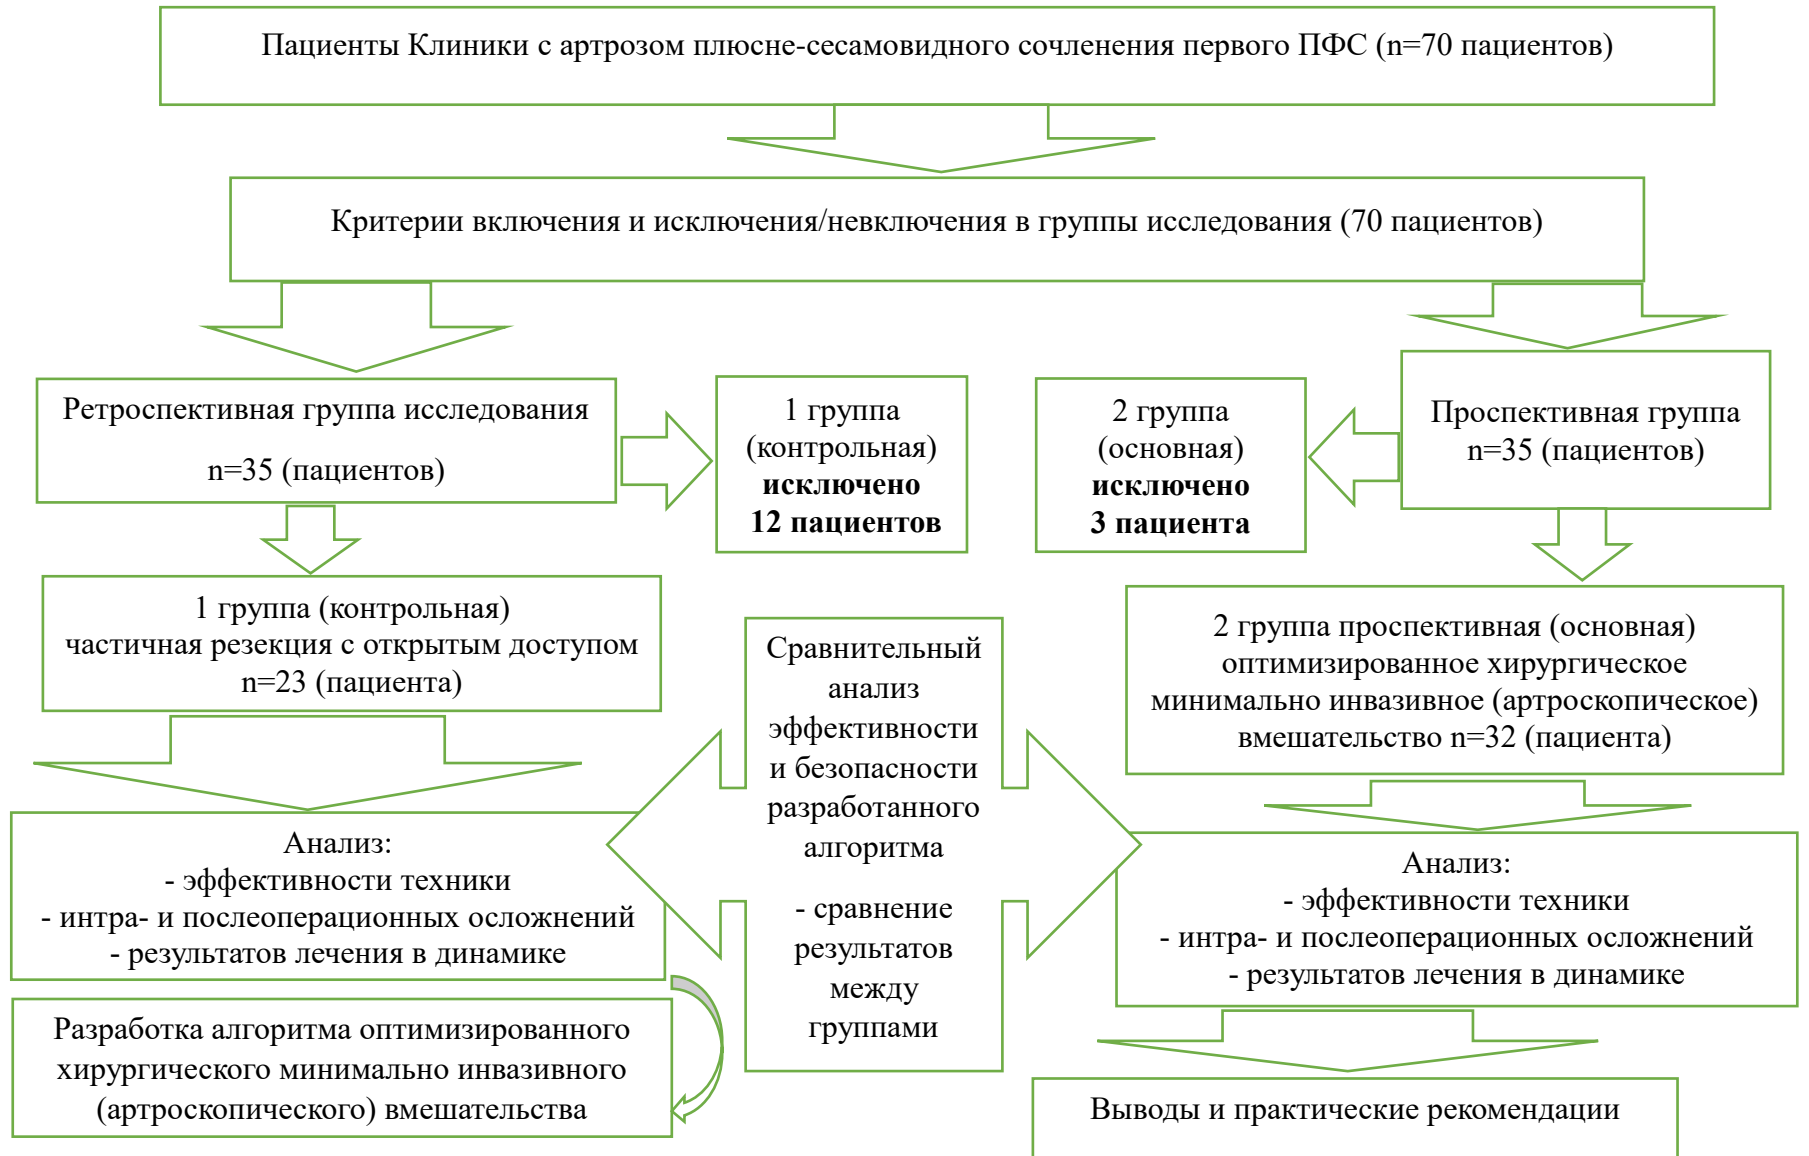 Пациенты Клиники с артрозом плюсне-сесамовидного сочленения первого ПФС (n=70 пациентов)
Критерии включения и исключения/невключения в группы исследования (70 пациентов)
Ретроспективная группа исследования
n=35 (пациентов)
1 группа
(контрольная)
исключено
12 пациентов
2 группа
(основная)
исключено
3 пациента
Проспективная группа
n=35 (пациентов)
1 группа (контрольная)
частичная резекция с открытым доступом
n=23 (пациента)
Сравнительный
анализ
эффективности
и безопасности
разработанного
алгоритма
- сравнение
результатов
между
группами
2 группа проспективная (основная)
оптимизированное хирургическое
минимально инвазивное (артроскопическое)
вмешательство n=32 (пациента)
Анализ:
- эффективности техники
- интра- и послеоперационных осложнений
- результатов лечения в динамике
Анализ:
- эффективности техники
- интра- и послеоперационных осложнений
- результатов лечения в динамике
Разработка алгоритма оптимизированного
хирургического минимально инвазивного
(артроскопического) вмешательства
Выводы и практические рекомендации